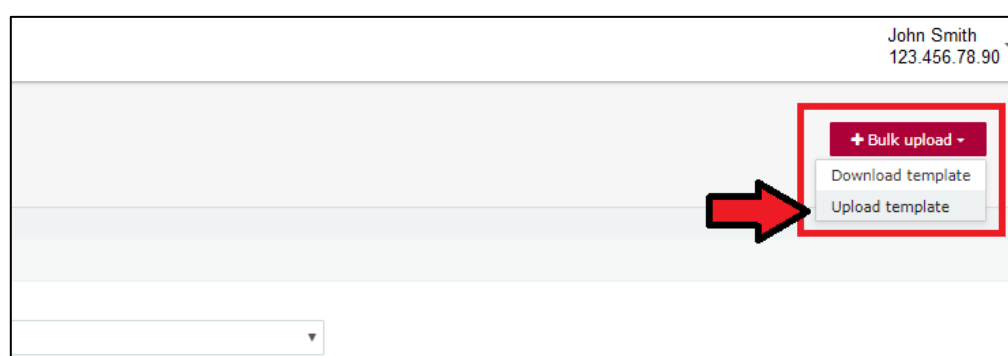 John Smith
123.456.78.90
+ Bulk upload
Download template
Upload template